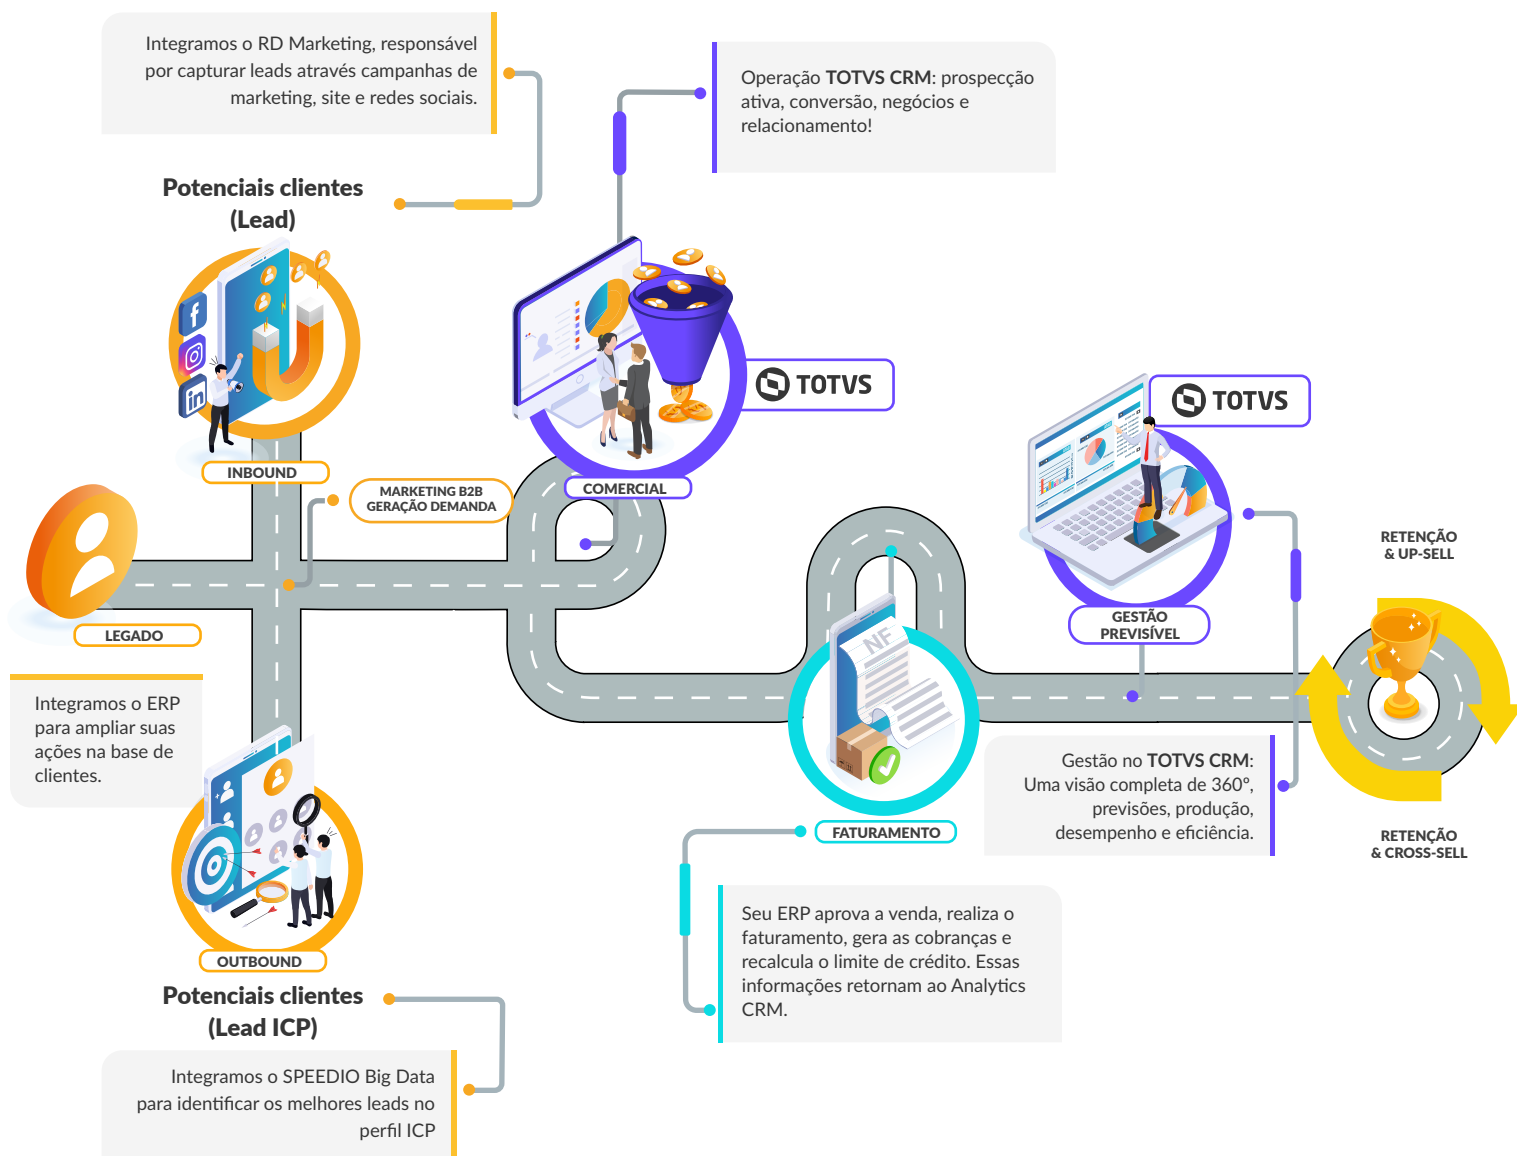 Integramos o RD Marketing, responsável
por capturar leads através campanhas de
marketing, site e redes sociais.
Operação TOTVS CRM: prospecção
ativa, conversão, negócios e
relacionamento!
Potenciais clientes
(Lead)
f
in
TOTVS
TOTVS
INBOUND
MARKETING B2B
GERAÇÃO DEMANDA
COMERCIAL
RETENÇÃO
& UP-SELL
LEGADO
GESTÃO
PREVISÍVEL
NF
Integramos o ERP
para ampliar suas
ações na base de
clientes.
Gestão no TOTVS CRM:
Uma visão completa de 360°,
previsões, produção,
desempenho e eficiência.
FATURAMENTO
RETENÇÃO
& CROSS-SELL
Seu ERP aprova a venda, realiza o
faturamento, gera as cobranças e
recalcula o limite de crédito. Essas
informações retornam ao Analytics
CRM.
OUTBOUND
Potenciais clientes
(Lead ICP)
Integramos o SPEEDIO Big Data
para identificar os melhores leads no
perfil ICP